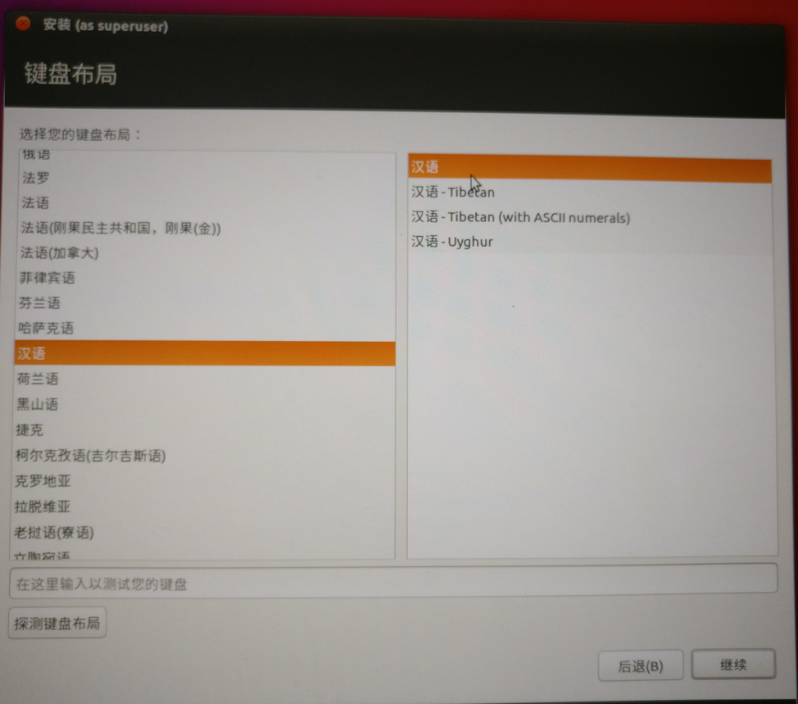 安装 (as superuser)
键盘布局
选择您的键盘布局：
俄语
法罗
法语
法语(刚果民主共和国，刚果(金))
法语(加拿大)
菲律宾语
芬兰语
哈萨克语
汉语
荷兰语
黑山语
捷克
柯尔克孜语(吉尔吉斯语)
克罗地亚
拉脱维亚
老挝语(寮语)
立陶宛语
汉语
汉语 - Tibetan
汉语 - Tibetan (with ASCII numerals)
汉语 - Uyghur
在这里输入以测试您的键盘
探测键盘布局
后退(B)
继续